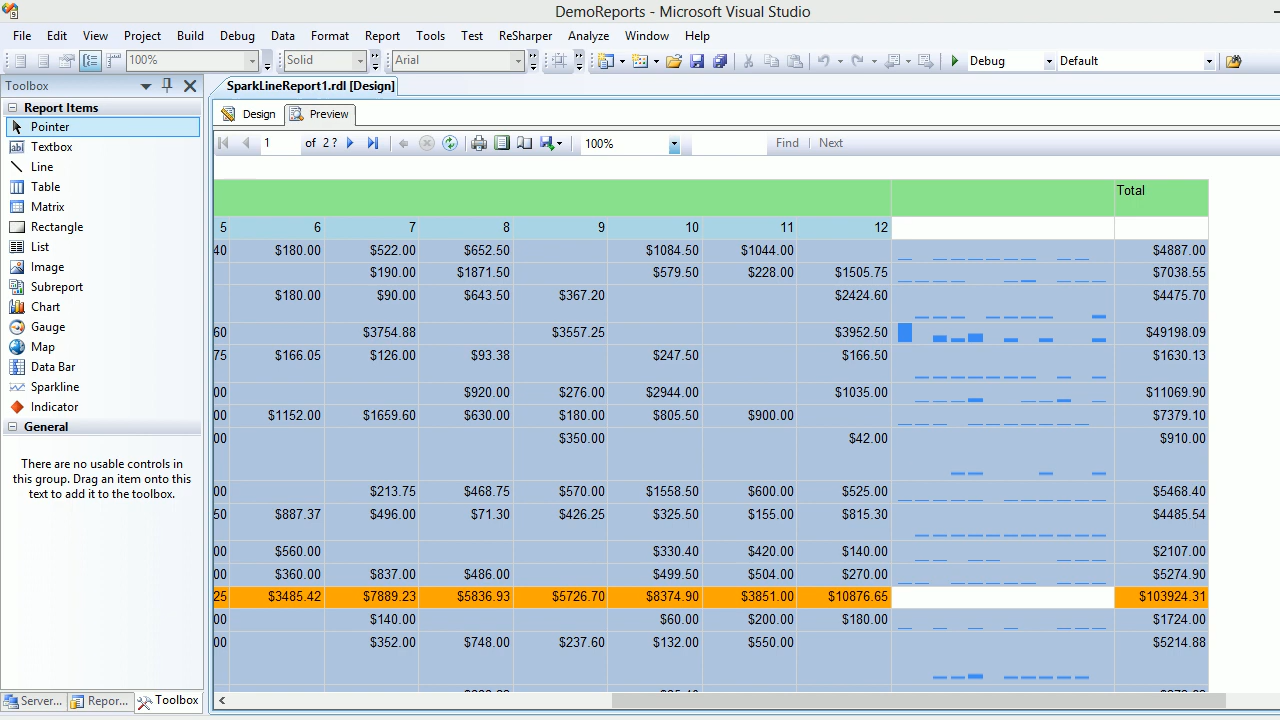 DemoReports - Microsoft Visual Studio
File Edit View Project Build Debug Data Format Report Tools Test ReSharper Analyze Window Help
100% Solid Arial Debug Default
Toolbox
SparkLineReport1.rdl [Design]
Report Items
Design Preview
Pointer
1 of 2 ? 100% Find | Next
Textbox
Line
Table
Matrix
Rectangle
List
Image
Subreport
Chart
Gauge
Map
Data Bar
Sparkline
Indicator
General
There are no usable controls in
this group. Drag an item onto this
text to add it to the toolbox.
Server... Repor... Toolbox
Total
5 6 7 8 9 10 11 12
40 $180.00 $522.00 $652.50 $1084.50 $1044.00 $4887.00
$180.00 $1871.50 $579.50 $228.00 $1505.75 $7038.55
$180.00 $90.00 $643.50 $367.20 $2424.60 $4475.70
60 $3754.88 $3557.25 $3952.50 $49198.09
75 $166.05 $126.00 $93.38 $247.50 $166.50 $1630.13
00 $920.00 $276.00 $2944.00 $1035.00 $11069.90
00 $152.00 $1659.60 $630.00 $180.00 $805.50 $900.00 $7379.10
00 $350.00 $42.00 $910.00
00 $213.75 $468.75 $570.00 $1558.50 $600.00 $525.00 $5468.40
50 $887.37 $496.00 $71.30 $426.25 $325.50 $155.00 $815.30 $4485.54
00 $560.00 $330.40 $420.00 $140.00 $2107.00
00 $360.00 $837.00 $486.00 $499.50 $504.00 $270.00 $5274.90
25 $3485.42 $7889.23 $5836.93 $5726.70 $8374.90 $3851.00 $10876.65 $103924.31
00 $140.00 $60.00 $200.00 $180.00 $1724.00
00 $352.00 $748.00 $237.60 $132.00 $550.00 $5214.88